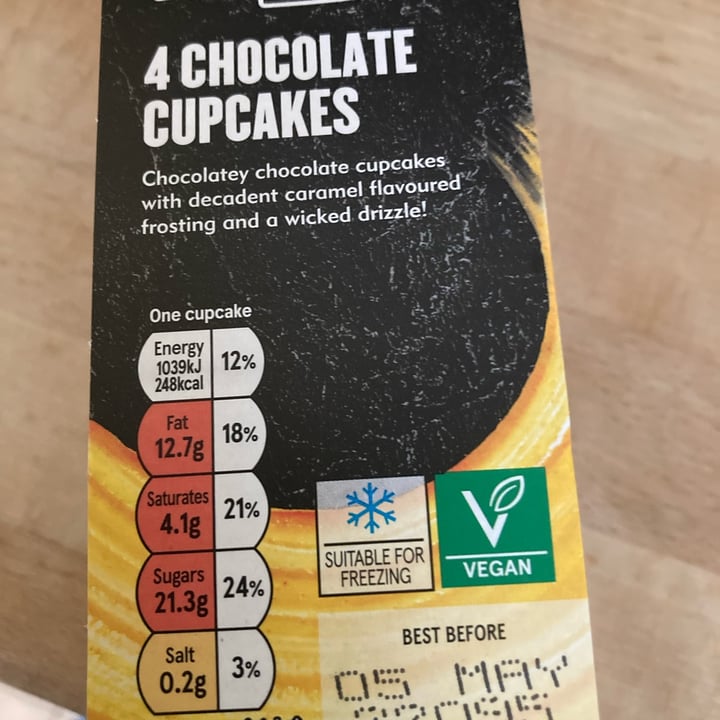 4 CHOCOLATE
CUPCAKES
Chocolatey chocolate cupcakes
with decadent caramel flavoured
frosting and a wicked drizzle!
One cupcake
Energy
1039kJ
248kcal
12%
Fat
12.7g
18%
Saturates
4.1g
21%
Sugars
21.3g
24%
Salt
0.2g
3%
SUITABLE FOR
FREEZING
V
VEGAN
BEST BEFORE
05 MAY